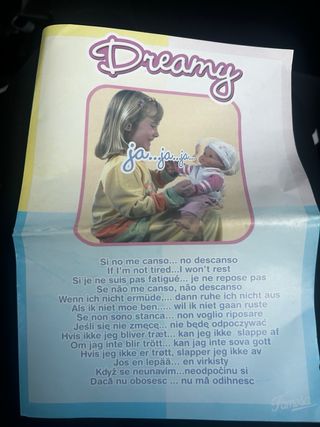 Dreamy
ja...ja...ja...
Si no me canso... no descanso
If I'm not tired...I won't rest
Si je ne suis pas fatigué... je ne repose pas
Se não me canso, não descanso
Wenn ich nicht ermüde,... dann ruhe ich nicht aus
Als ik niet moe ben..... wil ik niet gaan ruste
Se non sono stanca... non voglio riposare
Jeśli się nie zmęcę... nie będę odpoczywać
Hvis ikke jeg bliver træt... kan jeg ikke slappe af
Om jag inte blir trött... kan jag inte sova gott
Hvis jeg ikke er trøtt, slapper jeg ikke av
Jos en lepää... en virkisty
Když se neunavim...neodpočinu si
Dacă nu obosesc ... nu mă odihnesc
Famosa